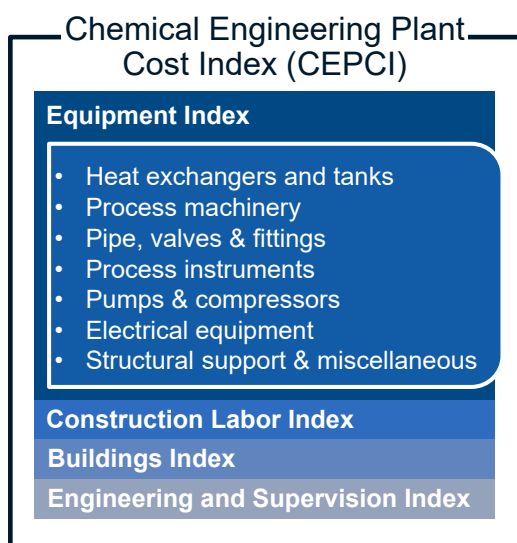 Chemical Engineering Plant
Cost Index (CEPCI)
Equipment Index
• Heat exchangers and tanks
• Process machinery
• Pipe, valves & fittings
• Process instruments
• Pumps & compressors
• Electrical equipment
• Structural support & miscellaneous
Construction Labor Index
Buildings Index
Engineering and Supervision Index